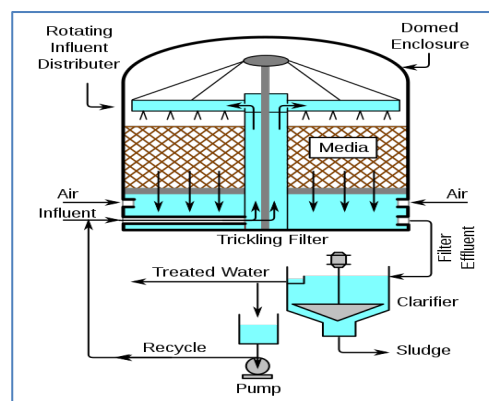 Rotating
Influent
Distributer
Domed
Enclosure
Media
Air
Air
Influent
Trickling Filter
Filter
Effluent
Treated Water
Clarifier
Recycle
Sludge
Pump